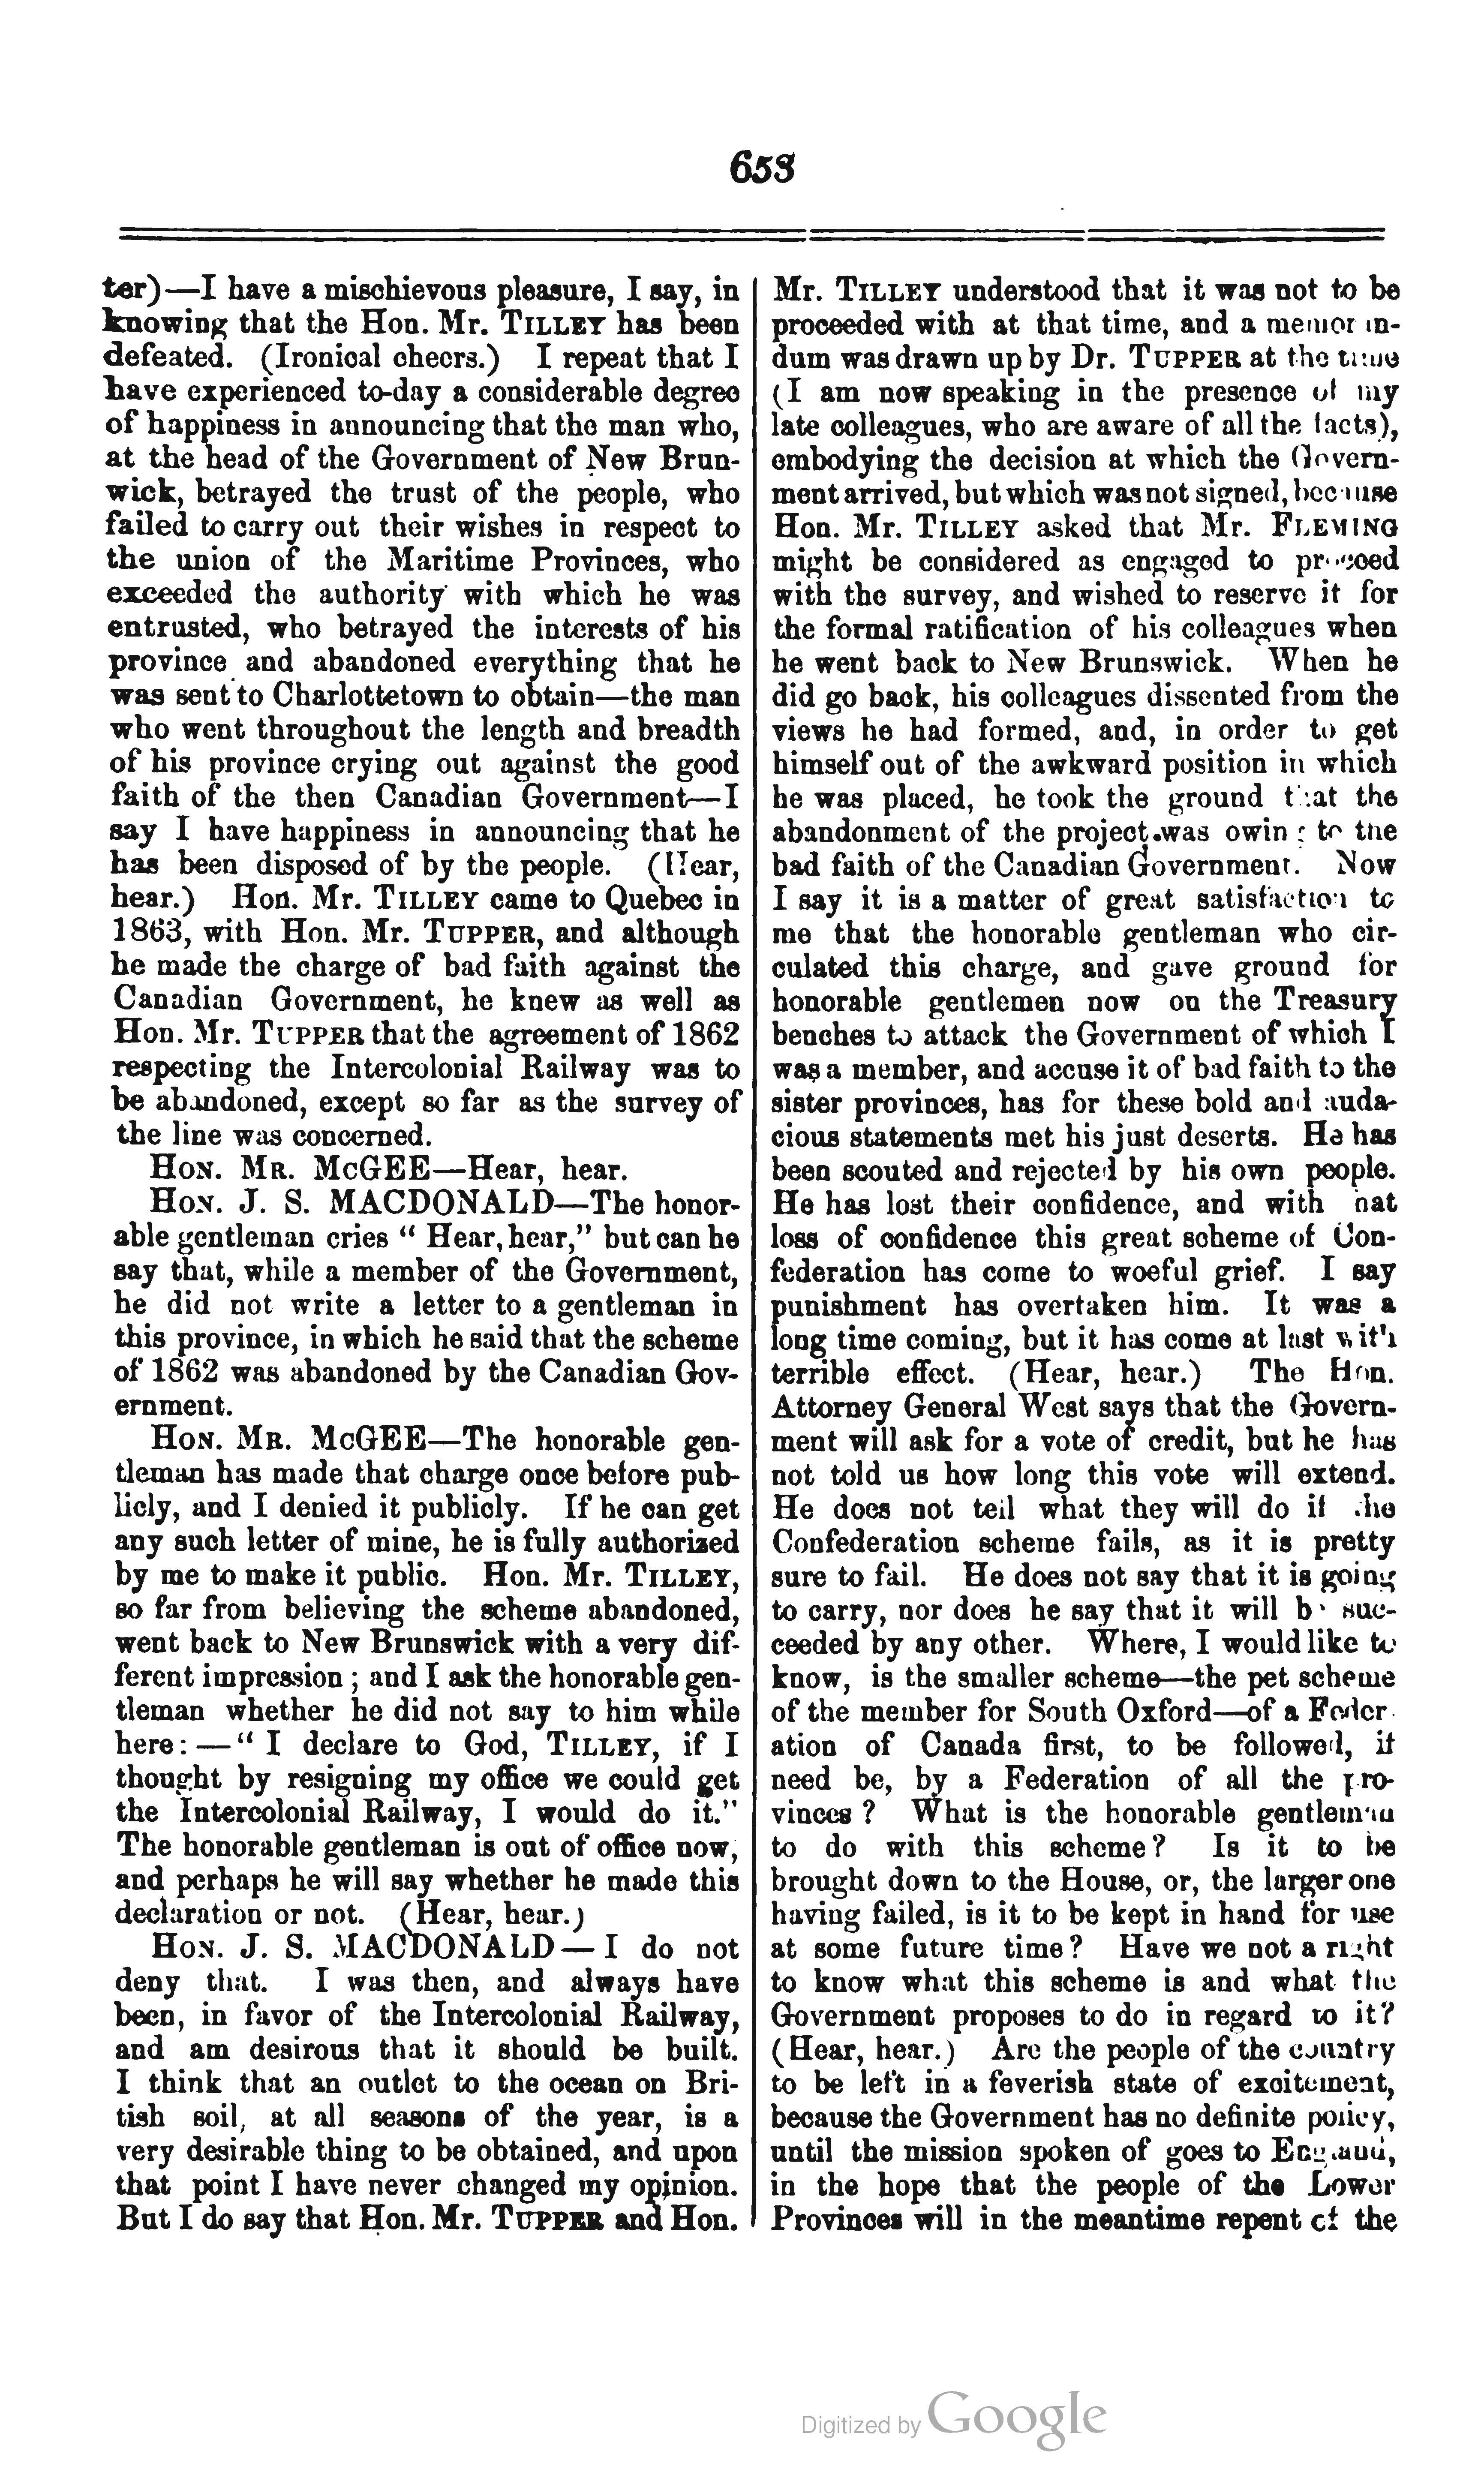 653
ter)—I have a mischievous pleasure, I say, in
knowing that the Hon. Mr. TILLEY has been
defeated. (Ironical cheers.) I repeat that I
have experienced to-day a considerable degree
of happiness in announcing that the man who,
at the head of the Government of New Brun-
wick, betrayed the trust of the people, who
failed to carry out their wishes in respect to
the union of the Maritime Provinces, who
exceeded the authority with which he was
entrusted, who betrayed the interests of his
province and abandoned everything that he
was sent to Charlottetown to obtain—the man
who went throughout the length and breadth
of his province crying out against the good
faith of the then Canadian Government—I
say I have happiness in announcing that he
has been disposed of by the people. (Hear,
hear.) Hon. Mr. TILLEY came to Quebec in
1863, with Hon. Mr. TUPPER, and although
he made the charge of bad faith against the
Canadian Government, he knew as well as
Hon. Mr. TUPPER that the agreement of 1862
respecting the Intercolonial Railway was to
be abandoned, except so far as the survey of
the line was concerned.
HON. MR. MCGEE—Hear, hear.
HON. J. S. MACDONALD—The honor-
able gentleman cries " Hear, hear," but can he
say that, while a member of the Government,
he did not write a letter to a gentleman in
this province, in which he said that the scheme
of 1862 was abandoned by the Canadian Gov-
ernment.
HON. MR. MCGEE—The honorable gen-
tleman has made that charge once before pub-
licly, and I denied it publicly. If he can get
any such letter of mine, he is fully authorized
by me to make it public. Hon. Mr. TILLEY,
so far from believing the scheme abandoned,
went back to New Brunswick with a very dif-
ferent impression ; and I ask the honorable gen-
tleman whether he did not say to him while
here: —" I declare to God, TILLEY, if I
thought by resigning my office we could get
the Intercolonial Railway, I would do it."
The honorable gentleman is out of office now,
and perhaps he will say whether he made this
declaration or not. (Hear, hear.)
HON. J. S. MACDONALD— I do not
deny that. I was then, and always have
been, in favor of the Intercolonial Railway,
and am desirous that it should be built.
I think that an outlet to the ocean on Bri-
tish soil, at all seasons of the year, is a
very desirable thing to be obtained, and upon
that point I have never changed my opinion.
But I do say that Hon. Mr. TUPPER and Hon.
Mr. TILLEY understood that it was not to be
proceeded with at that time, and a memoran-
dum was drawn up by Dr. TUPPER at the time
(I am now speaking in the presence of my
late colleagues, who are aware of all the facts),
embodying the decision at which the Govern-
ment arrived, but which was not signed, because
Hon. Mr. TILLEY asked that Mr. FLEMING
might be considered as engaged to proceed
with the survey, and wished to reserve it for
the formal ratification of his colleagues when
he went back to New Brunswick. When he
did go back, his colleagues dissented from the
views he had formed, and, in order to get
himself out of the awkward position in which
he was placed, he took the ground that the
abandonment of the project was owing to the
bad faith of the Canadian Government. Now
I say it is a matter of great satisfaction to
me that the honorable gentleman who cir-
culated this charge, and gave ground for
honorable gentlemen now on the Treasury
benches to attack the Government of which I
was a member, and accuse it of bad faith to the
sister provinces, has for these bold and auda-
cious statements met his just deserts. He has
been scouted and rejected by his own people.
He has lost their confidence, and with that
loss of confidence this great scheme of Con-
federation has come to woeful grief. I say
punishment has overtaken him. It was a
long time coming, but it has come at last with
terrible effect. (Hear, hear.) The Hon.
Attorney General West says that the Govern-
ment will ask for a vote of credit, but he has
not told us how long this vote will extend.
He does not tell what they will do if the
Confederation scheme fails, as it is pretty
sure to fail. He does not say that it is going
to carry, nor does he say that it will be suc-
ceeded by any other. Where, I would like to
know, is the smaller scheme—the pet scheme
of the member for South Oxford—of a Feder-
ation of Canada first, to be followed, if
need be, by a Federation of all the pro-
vinces ? What is the honorable gentleman
to do with this scheme? Is it to be
brought down to the House, or, the larger one
having failed, is it to be kept in hand for use
at some future time? Have we not a right
to know what this scheme is and what the
Government proposes to do in regard to it?
(Hear, hear.) Are the people of the country
to be left in a feverish state of excitement,
because the Government has no definite policy,
until the mission spoken of goes to England,
in the hope that the people of the Lower
Provinces will in the meantime repent of the
Digitized by Google